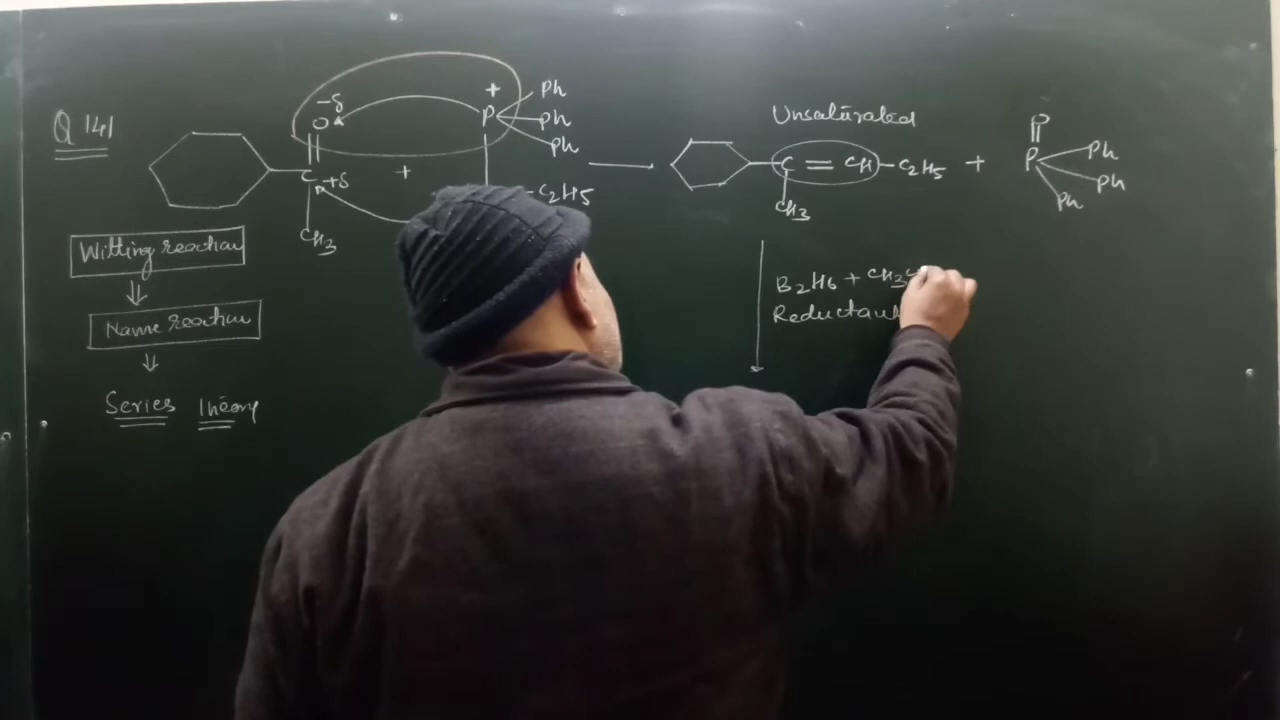 Q 141
-δ
O
+
P
Ph
Ph
Ph
C +δ
+
C2H5
CH3
Unsaturated
C = CH - C2H5 +
CH3
P
P
Ph
Ph
Ph
Witting reaction
Name reaction
Series Theory
B2H6 + CH3
Reductan